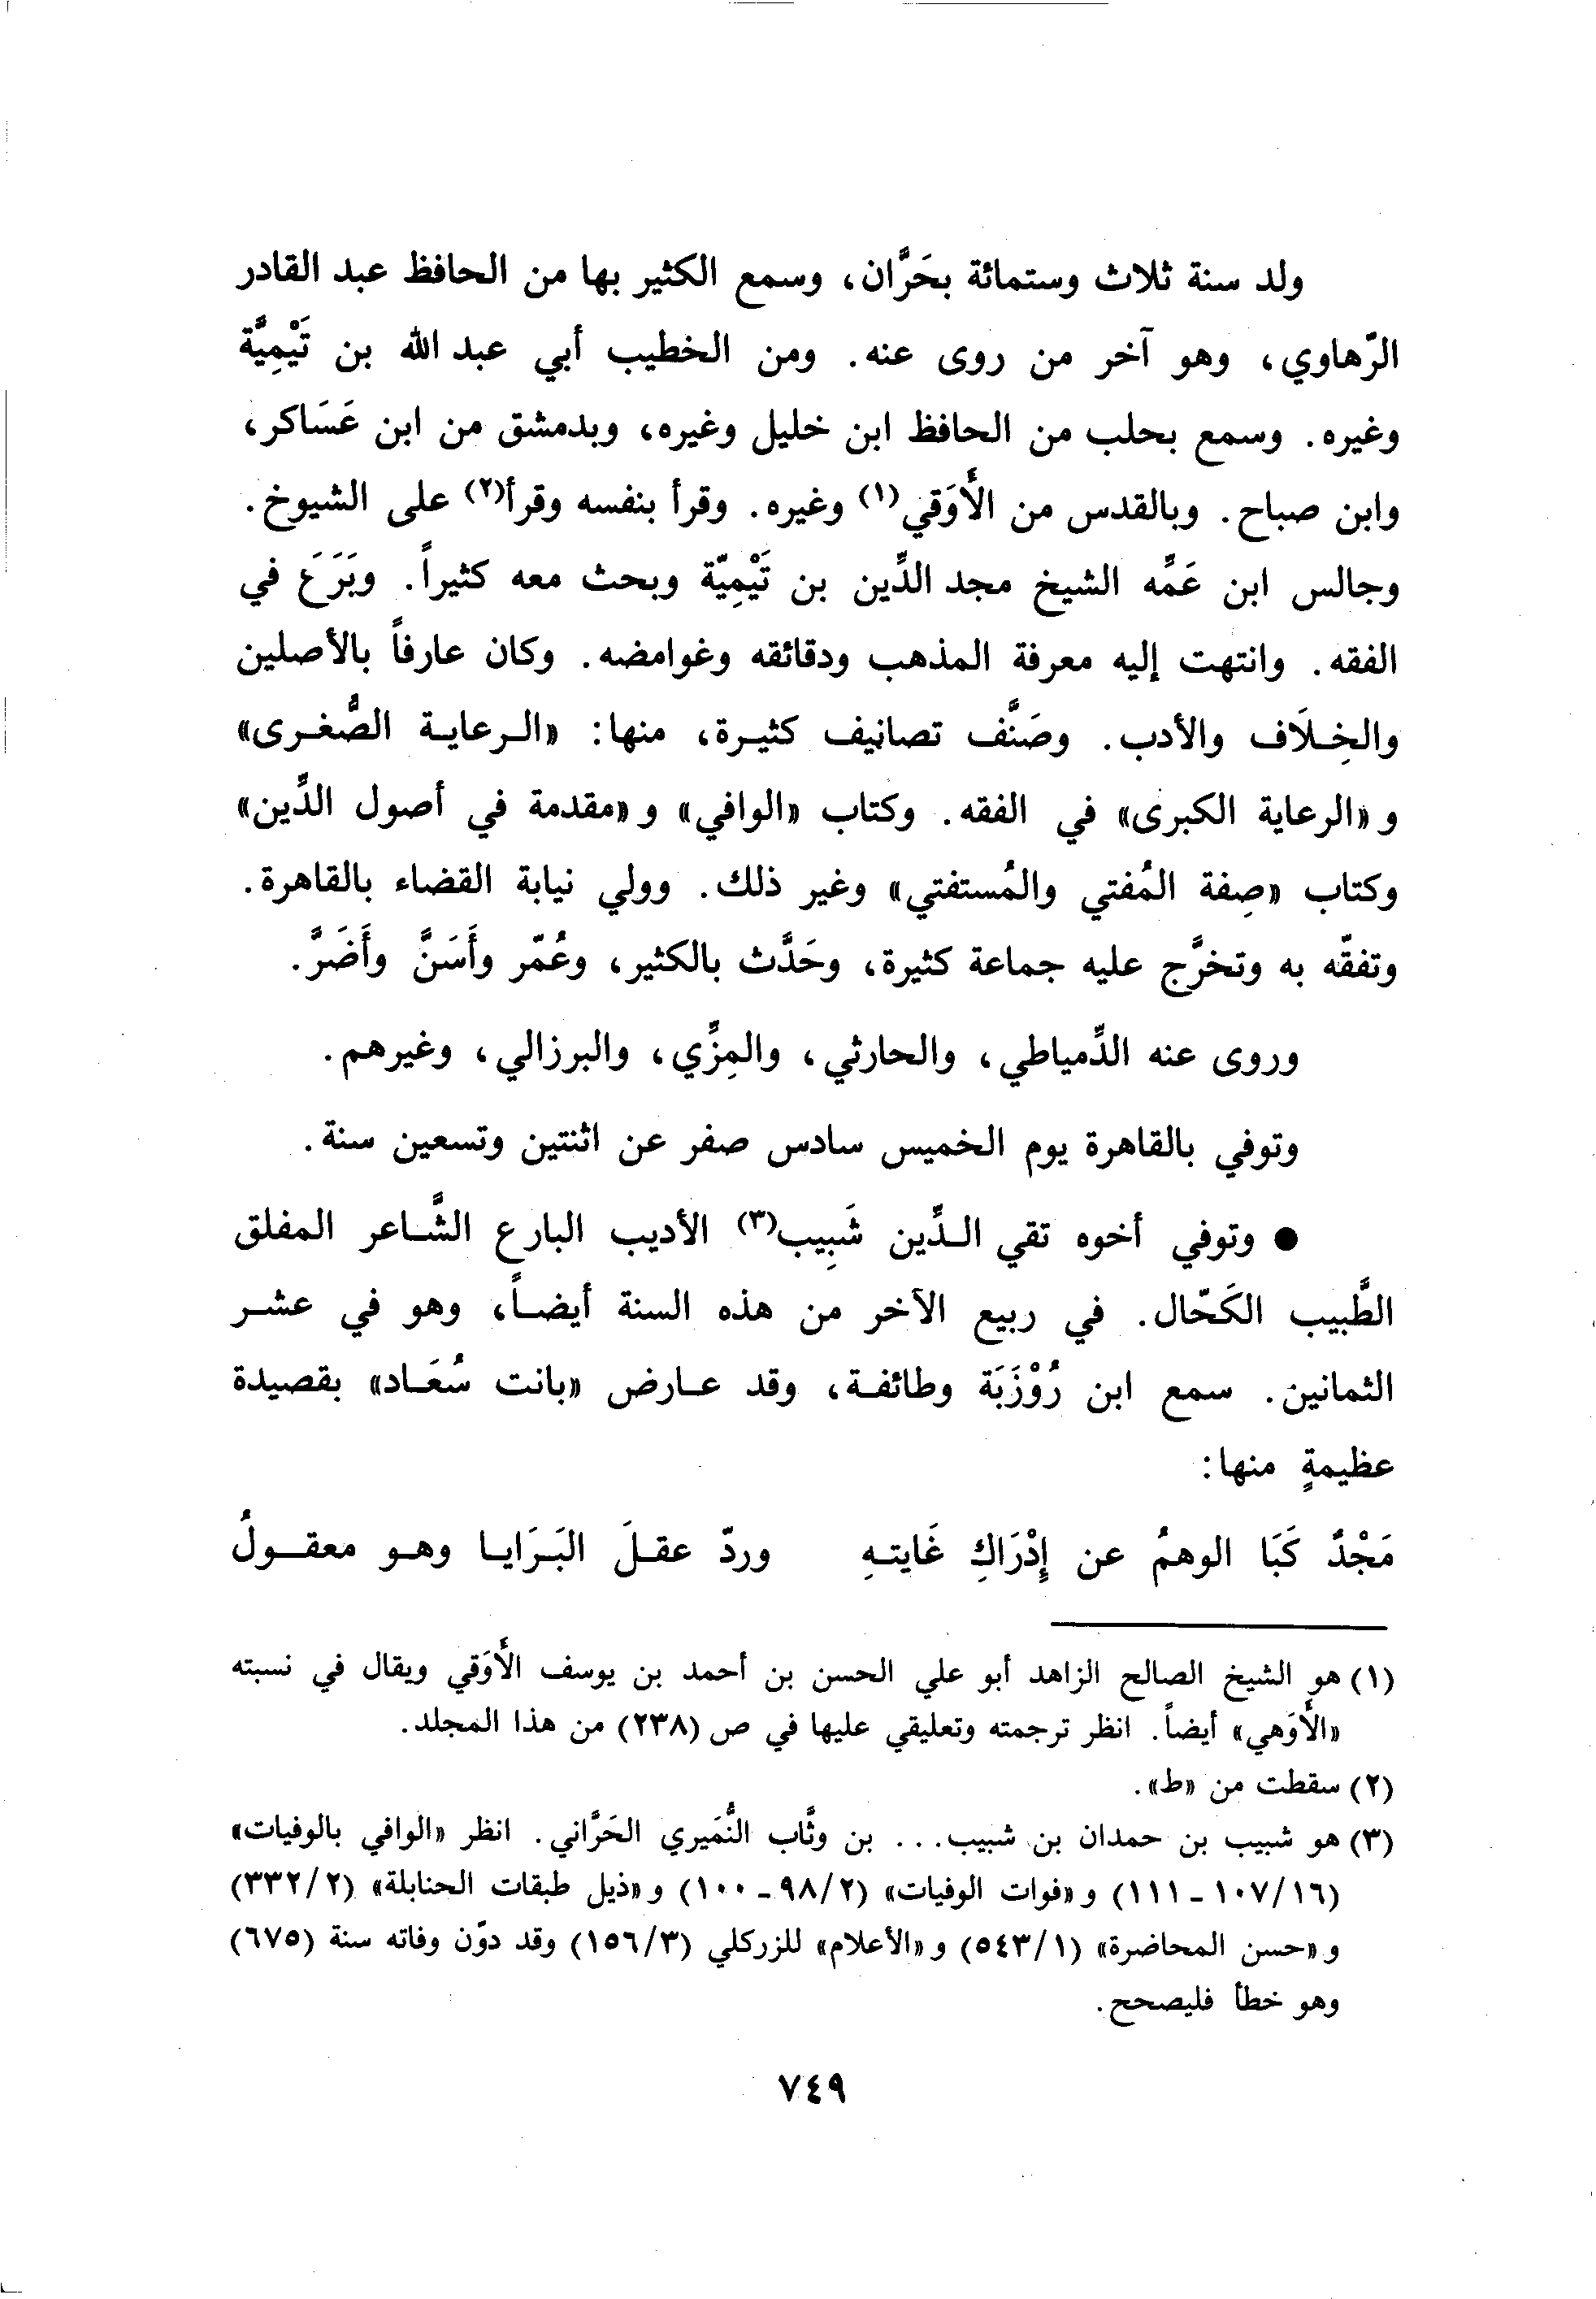 ولد سنة ثلاث وستمائة بحَرَّان، وسمع الكثير بها من الحافظ عبد القادر
الرّهاوي، وهو آخر من روى عنه. ومن الخطيب أبي عبد الله بن تَيْمِيَّة
وغيره. وسمع بحلب من الحافظ ابن خليل وغيره، وبدمشق من ابن عَسَاكر،
وابن صباح. وبالقدس من الأَوَقي(١) وغيره. وقرأ بنفسه وقرأ(٢) على الشيوخ.
وجالس ابن عَمِّه الشيخ مجد الدِّين بن تَيْمِيّة وبحث معه كثيراً. وبَرَعَ في
الفقه. وانتهت إليه معرفة المذهب ودقائقه وغوامضه. وكان عارفاً بالأصلين
والخِلَاف والأدب. وصَنَّف تصانيف كثيرة، منها: «الرعاية الصُّغرى»
و «الرعاية الكبرى» في الفقه. وكتاب «الوافي» و «مقدمة في أصول الدِّين»
وكتاب «صِفة المُفتي والمُستفتي» وغير ذلك. وولي نيابة القضاء بالقاهرة.
وتفقّه به وتخرَّج عليه جماعة كثيرة، وحَدَّث بالكثير، وعُمّر وأَسَنَّ وأَضَرَّ.
وروى عنه الدِّمياطي، والحارثي، والمِزِّي، والبرزالي، وغيرهم.
وتوفي بالقاهرة يوم الخميس سادس صفر عن اثنتين وتسعين سنة.
● وتوفي أخوه تقي الدِّين شَبِيب(٣) الأديب البارع الشَّاعر المفلق
الطَّبيب الكَحّال. في ربيع الآخر من هذه السنة أيضاً، وهو في عشر
الثمانين. سمع ابن رُوْزَبَة وطائفة، وقد عارض «بانت سُعَاد» بقصيدة
عظيمةٍ منها:
مَجْدٌ كَبَا الوهمُ عن إِدْرَاكِ غَايتهِ وردّ عقلَ البَرَايا وهو معقولُ
(١) هو الشيخ الصالح الزاهد أبو علي الحسن بن أحمد بن يوسف الأَوَقي ويقال في نسبته
«الأَوَهي» أيضاً. انظر ترجمته وتعليقي عليها في ص (٢٣٨) من هذا المجلد.
(٢) سقطت من «ط».
(٣) هو شبيب بن حمدان بن شبيب... بن وثَّاب النُّمَيري الحَرَّاني. انظر «الوافي بالوفيات»
(١٦/ ١٠٧ - ١١١) و «فوات الوفيات» (٢/ ٩٨ - ١٠٠) و «ذيل طبقات الحنابلة» (٢/ ٣٣٢)
و «حسن المحاضرة» (١/ ٥٤٣) و «الأعلام» للزركلي (٣/ ١٥٦) وقد دوّن وفاته سنة (٦٧٥)
وهو خطأ فليصحح.
٧٤٩